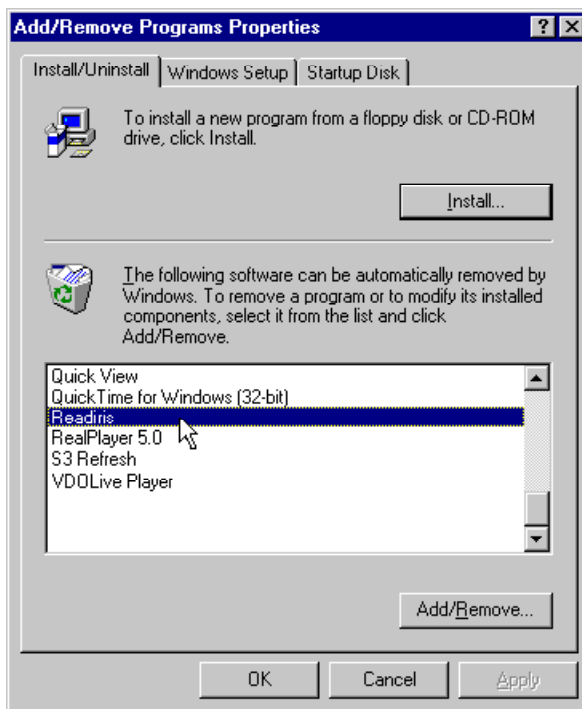 Add/Remove Programs Properties
Install/Uninstall Windows Setup Startup Disk
To install a new program from a floppy disk or CD-ROM
drive, click Install.
Install...
The following software can be automatically removed by
Windows. To remove a program or to modify its installed
components, select it from the list and click
Add/Remove.
Quick View
QuickTime for Windows (32-bit)
Readiris
RealPlayer 5.0
S3 Refresh
VDOLive Player
Add/Remove...
OK Cancel Apply